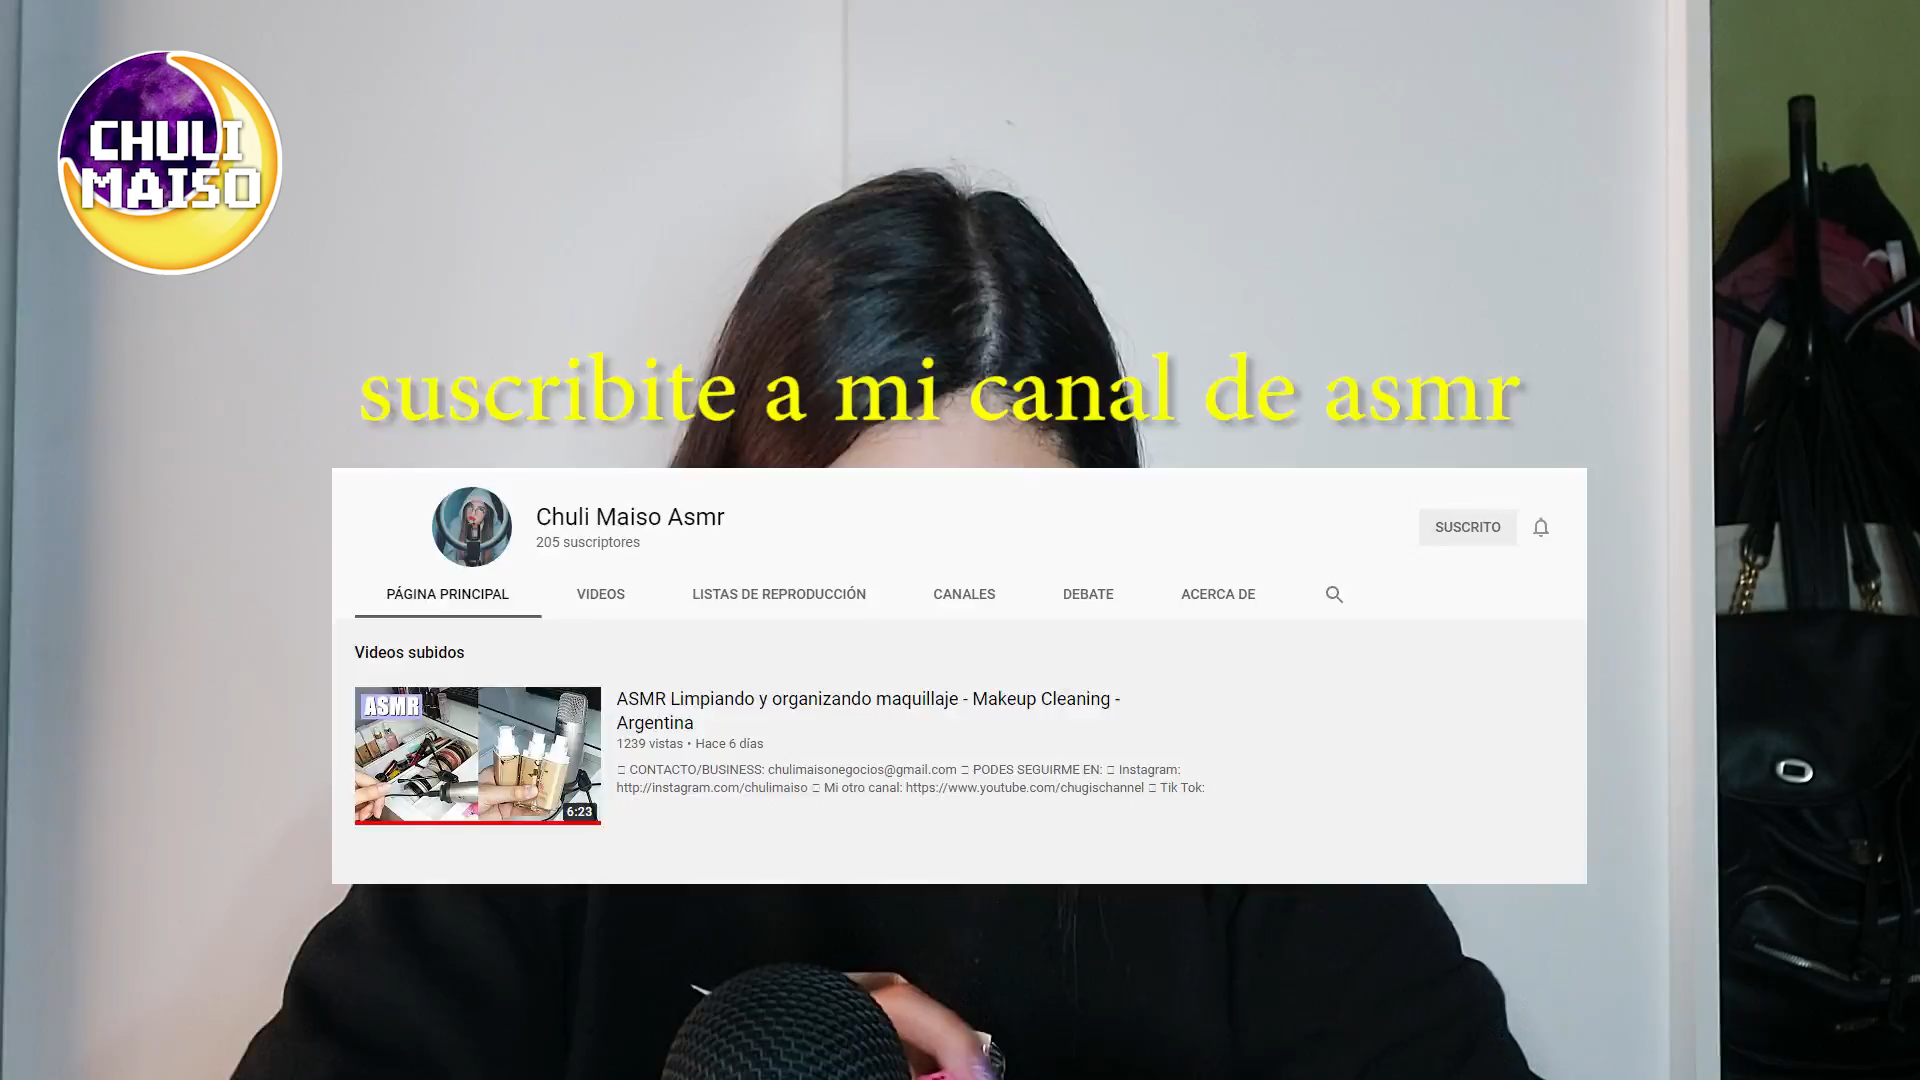 CHULI
MAISO
suscribite a mi canal de asmr
Chuli Maiso Asmr
205 suscriptores
SUSCRITO
PÁGINA PRINCIPAL VIDEOS LISTAS DE REPRODUCCIÓN CANALES DEBATE ACERCA DE
Videos subidos
ASMR
6:23
ASMR Limpiando y organizando maquillaje - Makeup Cleaning -
Argentina
1239 vistas • Hace 6 días
CONTACTO/BUSINESS: chulimaisonegocios@gmail.com PODES SEGUIRME EN: Instagram:
http://instagram.com/chulimaiso Mi otro canal: https://www.youtube.com/chugischannel Tik Tok: